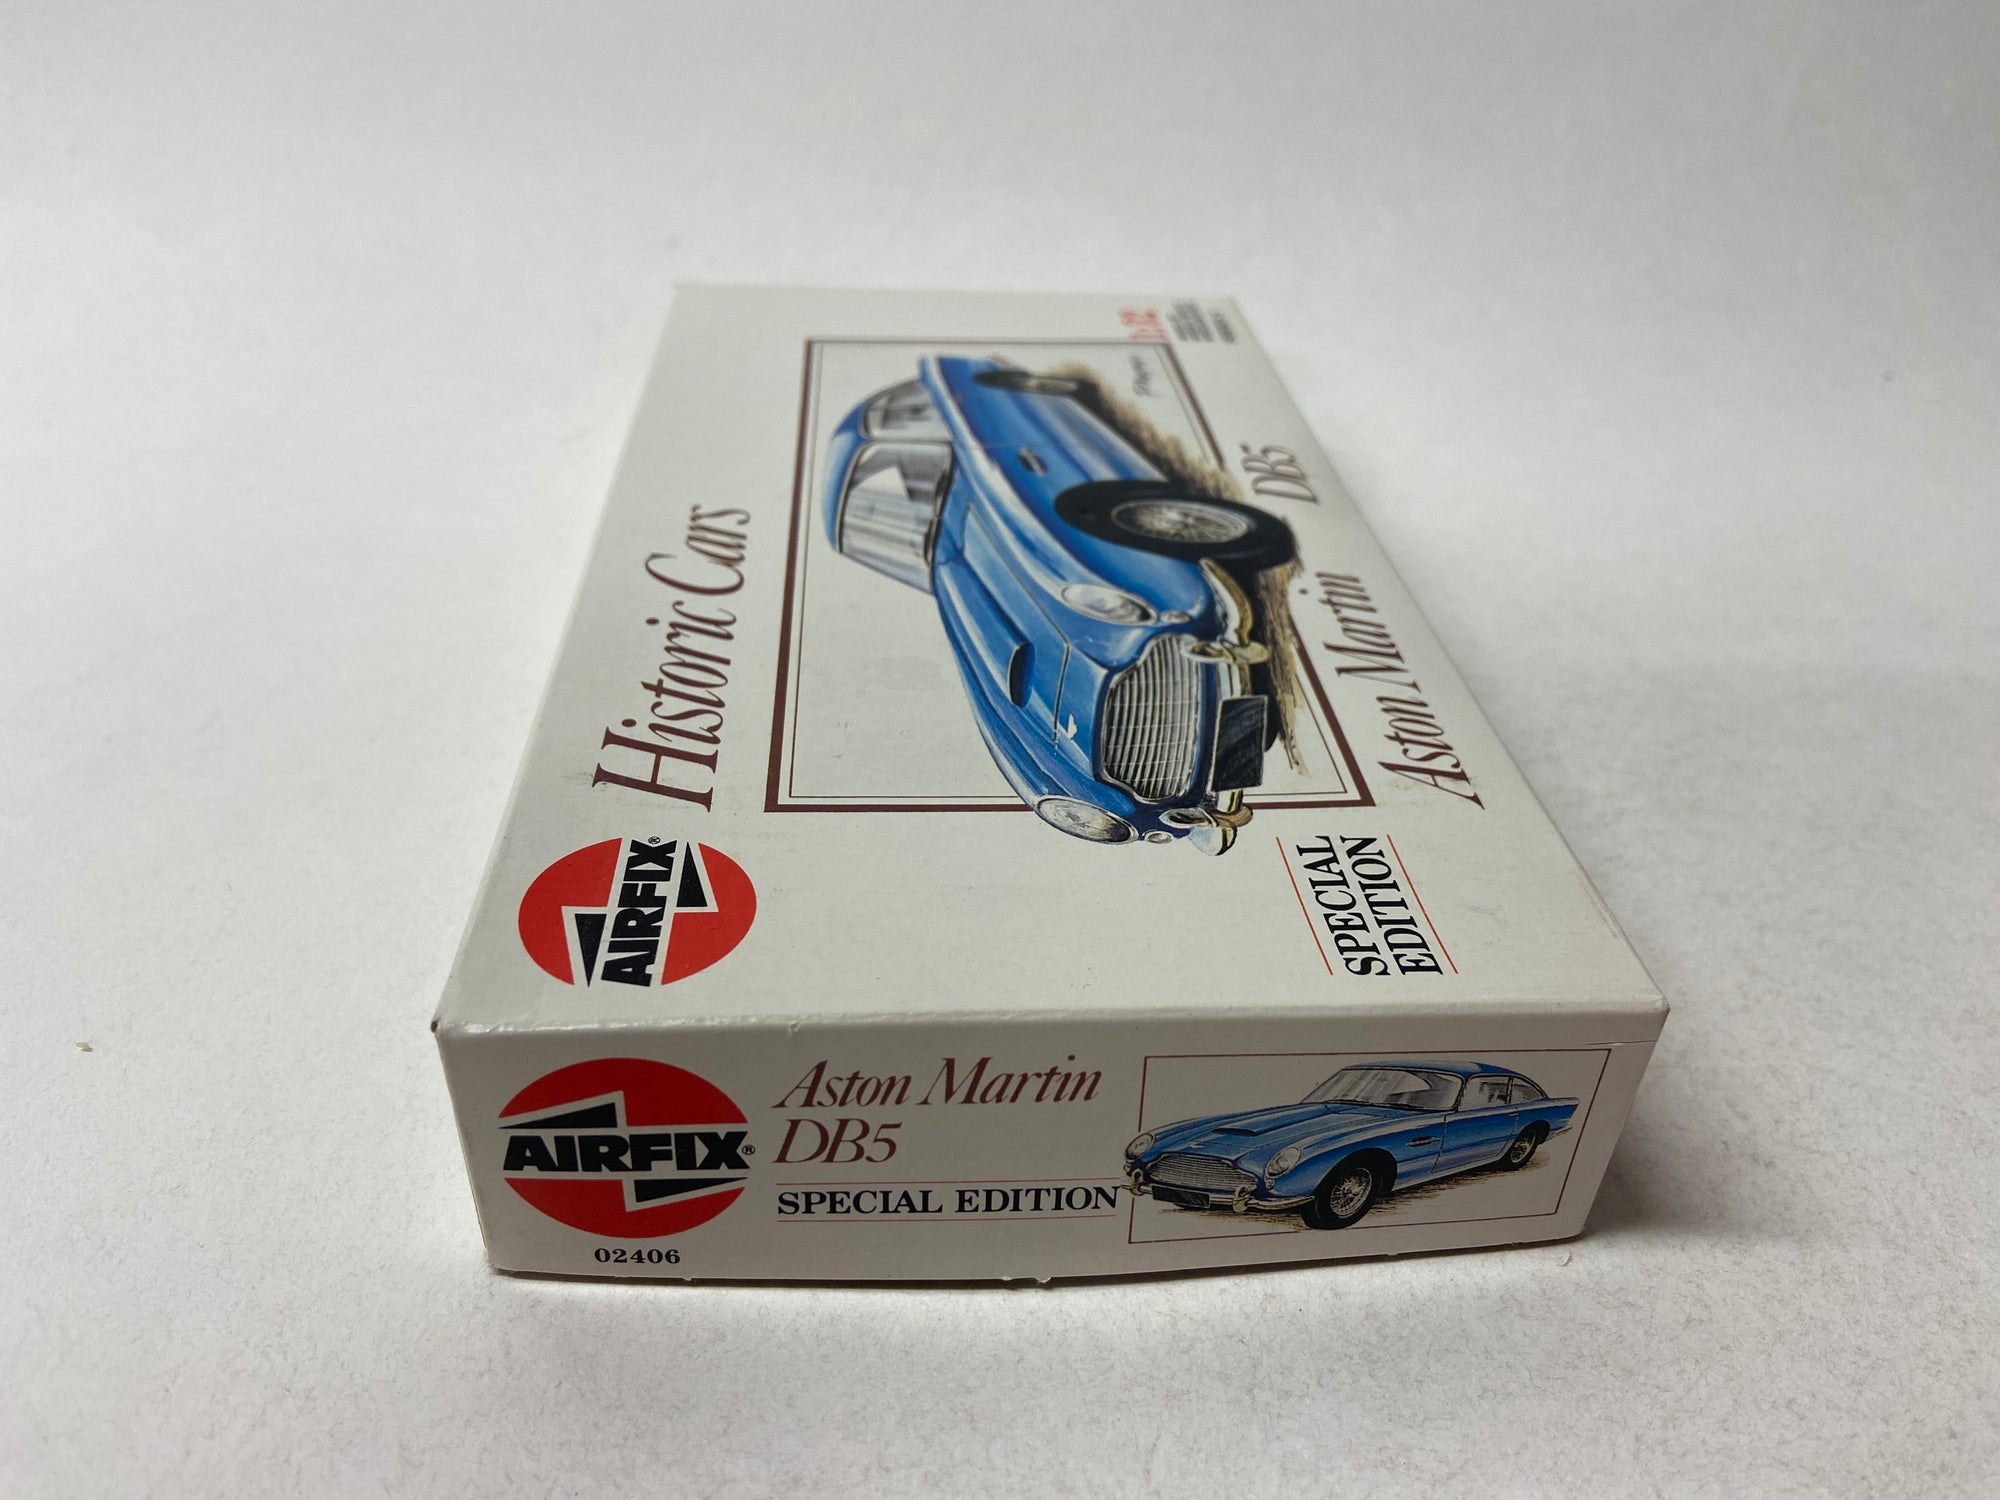 Historic Cars
AIRFIX®
1:32
DB5
Aston Martin
SPECIAL
EDITION
AIRFIX®
Aston Martin
DB5
SPECIAL EDITION
02406